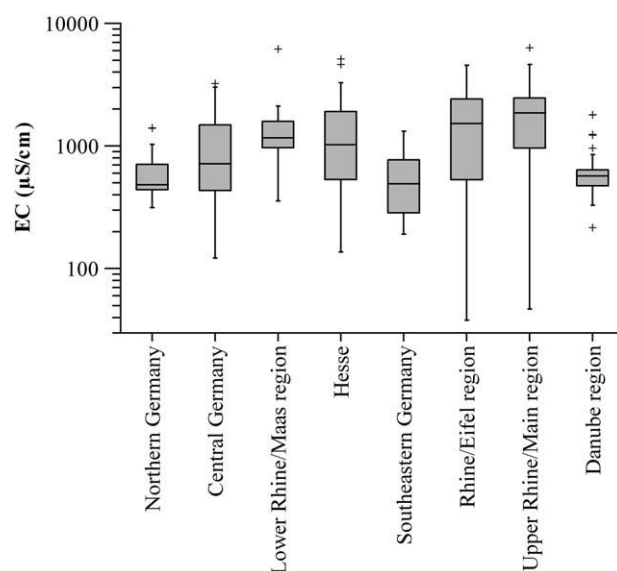 10000
1000
100
EC (µS/cm)
Northern Germany
Central Germany
Lower Rhine/Maas region
Hesse
Southeastern Germany
Rhine/Eifel region
Upper Rhine/Main region
Danube region